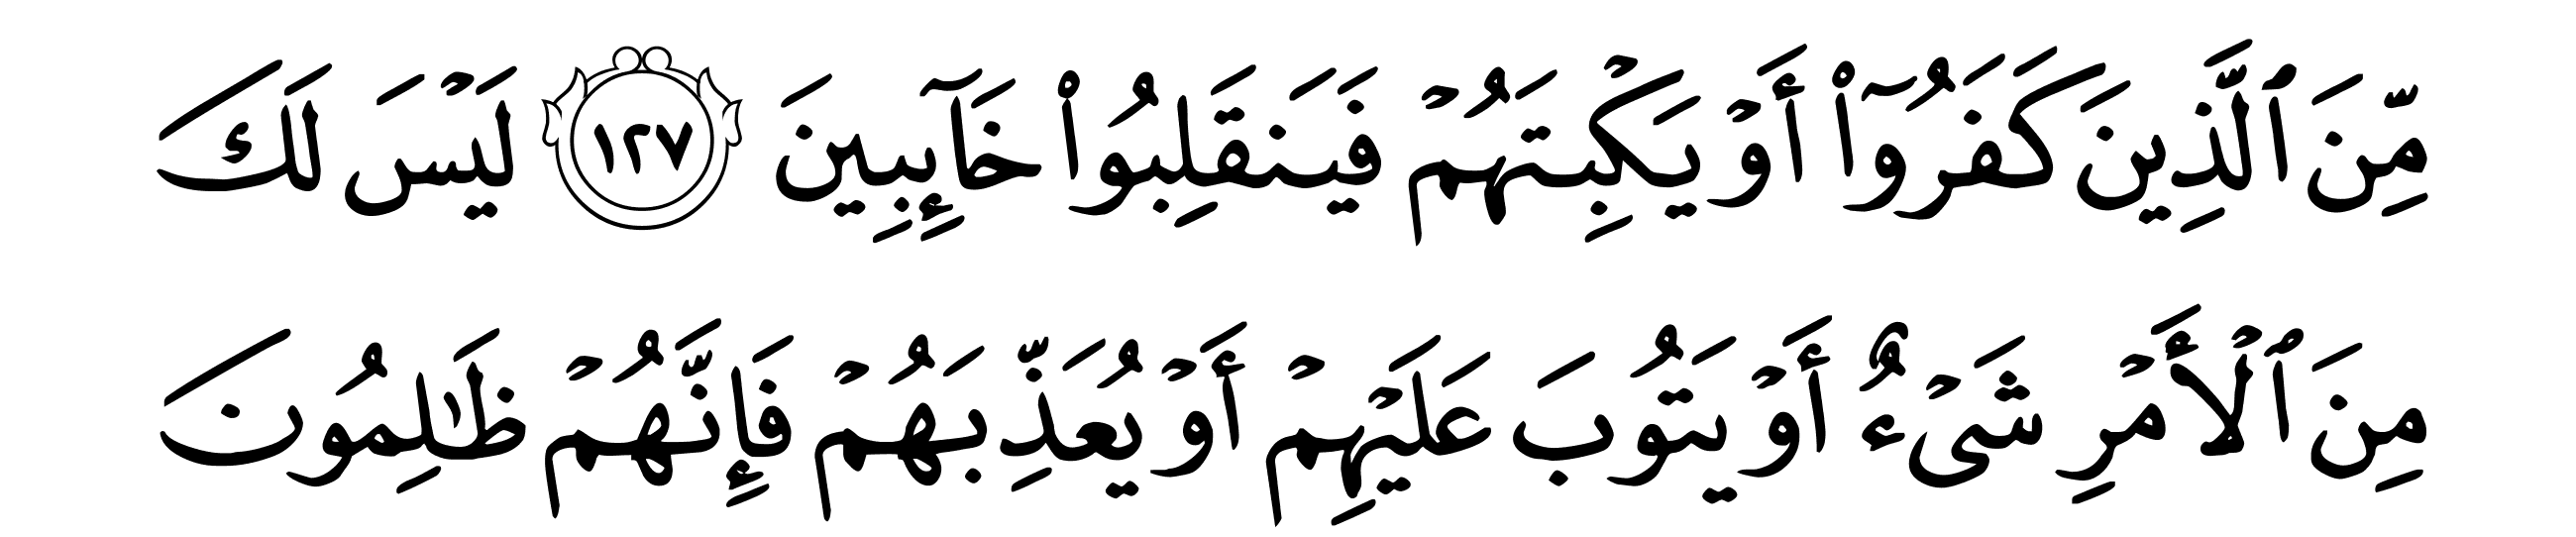 مِّنَ ٱلَّذِينَ كَفَرُوٓا۟ أَوْ يَكْبِتَهُمْ فَيَنقَلِبُوا۟ خَآئِبِينَ ١٢٧ لَيْسَ لَكَ
مِنَ ٱلْأَمْرِ شَىْءٌ أَوْ يَتُوبَ عَلَيْهِمْ أَوْ يُعَذِّبَهُمْ فَإِنَّهُمْ ظَٰلِمُونَ